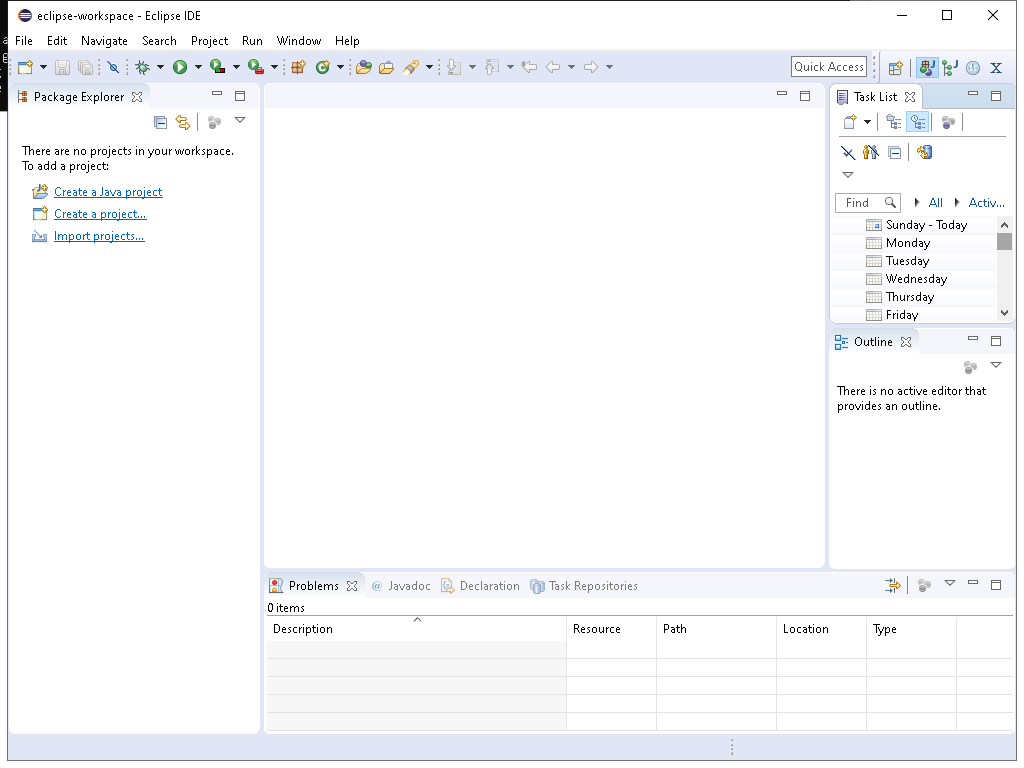 eclipse-workspace - Eclipse IDE
File Edit Navigate Search Project Run Window Help
Quick Access
Package Explorer
There are no projects in your workspace.
To add a project:
Create a Java project
Create a project...
Import projects...
Task List
Find All Activ...
Sunday - Today
Monday
Tuesday
Wednesday
Thursday
Friday
Outline
There is no active editor that
provides an outline.
Problems @ Javadoc Declaration Task Repositories
0 items
Description Resource Path Location Type